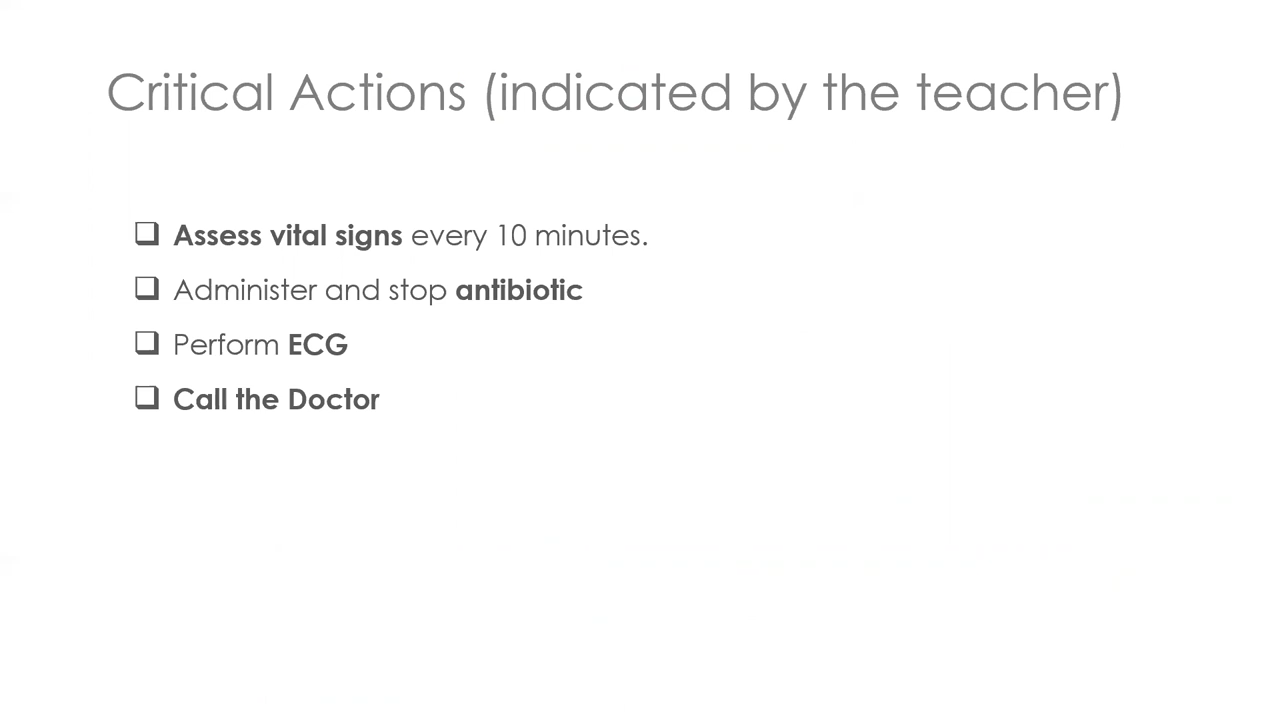 Critical Actions (indicated by the teacher)
❑ Assess vital signs every 10 minutes.
❑ Administer and stop antibiotic
❑ Perform ECG
❑ Call the Doctor